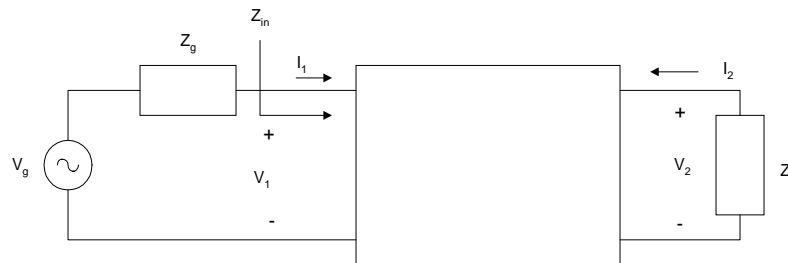 Z_in
Z_g
I_1
I_2
+
+
V_g
V_1
V_2
Z
-
-